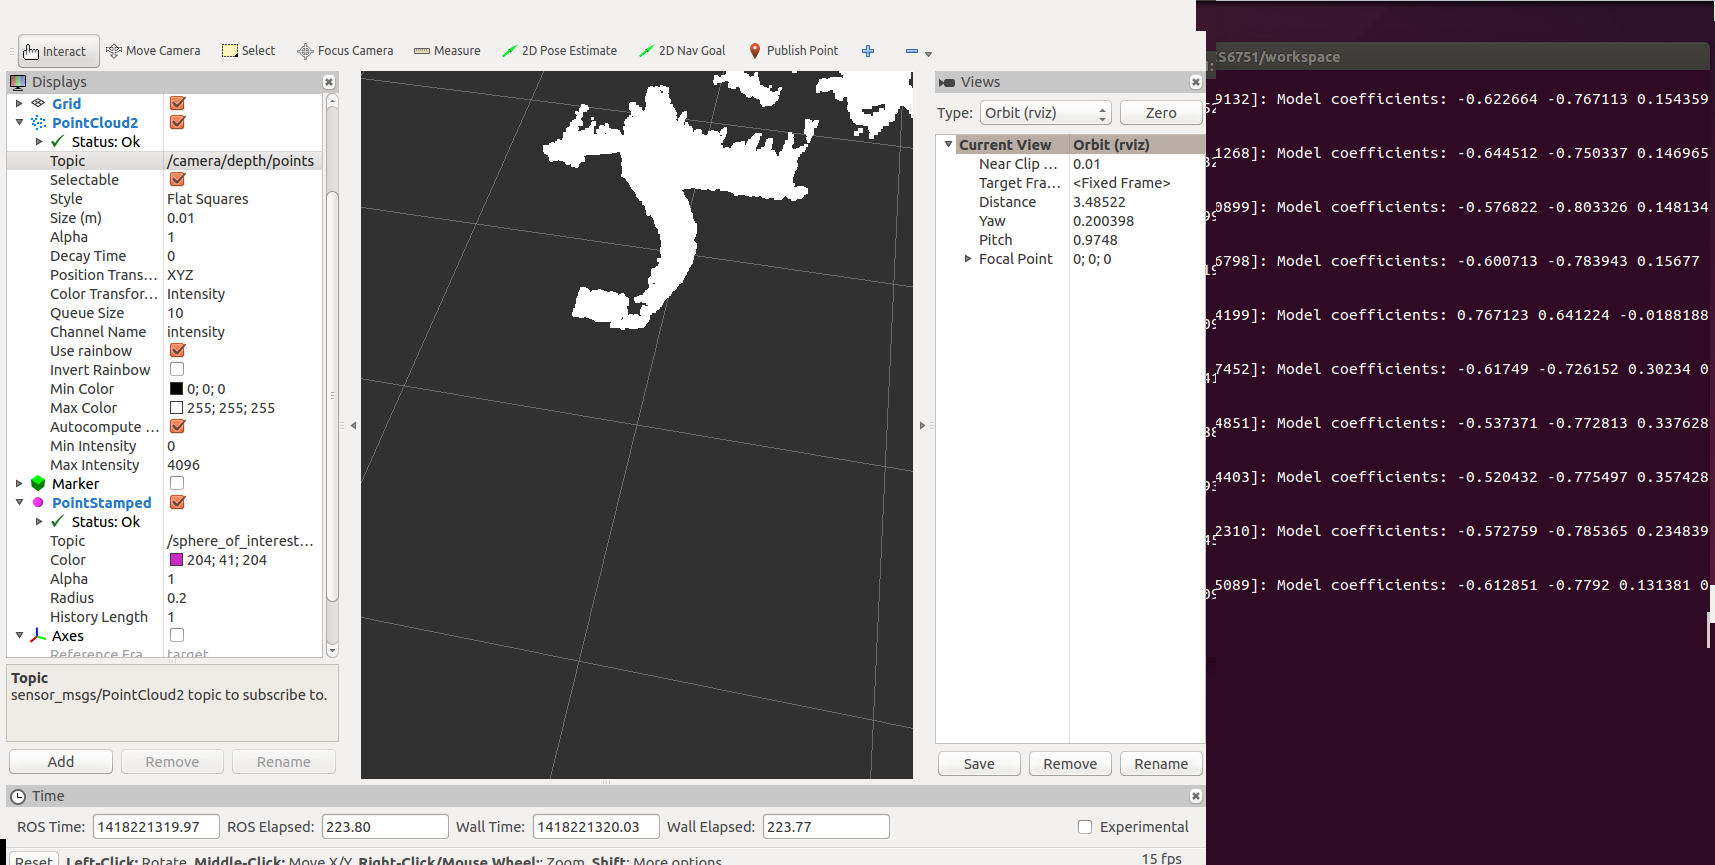 Interact Move Camera Select Focus Camera Measure 2D Pose Estimate 2D Nav Goal Publish Point
Displays
Grid
PointCloud2
Status: Ok
Topic /camera/depth/points
Selectable
Style Flat Squares
Size (m) 0.01
Alpha 1
Decay Time 0
Position Trans... XYZ
Color Transfor... Intensity
Queue Size 10
Channel Name intensity
Use rainbow
Invert Rainbow
Min Color 0; 0; 0
Max Color 255; 255; 255
Autocompute ...
Min Intensity 0
Max Intensity 4096
Marker
PointStamped
Status: Ok
Topic /sphere_of_interest...
Color 204; 41; 204
Alpha 1
Radius 0.2
History Length 1
Axes
Reference Fra target
Topic
sensor_msgs/PointCloud2 topic to subscribe to.
Add Remove Rename
Views
Type: Orbit (rviz) Zero
Current View Orbit (rviz)
Near Clip ... 0.01
Target Fra... <Fixed Frame>
Distance 3.48522
Yaw 0.200398
Pitch 0.9748
Focal Point 0; 0; 0
Save Remove Rename
Time
ROS Time: 1418221319.97 ROS Elapsed: 223.80 Wall Time: 1418221320.03 Wall Elapsed: 223.77 Experimental
Reset Left-Click: Rotate. Middle-Click: Move X/Y. Right-Click/Mouse Wheel:: Zoom. Shift: More options. 15 fps
S6751/workspace
9132]: Model coefficients: -0.622664 -0.767113 0.154359
1268]: Model coefficients: -0.644512 -0.750337 0.146965
0899]: Model coefficients: -0.576822 -0.803326 0.148134
6798]: Model coefficients: -0.600713 -0.783943 0.15677
4199]: Model coefficients: 0.767123 0.641224 -0.0188188
7452]: Model coefficients: -0.61749 -0.726152 0.30234 0
4851]: Model coefficients: -0.537371 -0.772813 0.337628
4403]: Model coefficients: -0.520432 -0.775497 0.357428
2310]: Model coefficients: -0.572759 -0.785365 0.234839
5089]: Model coefficients: -0.612851 -0.7792 0.131381 0